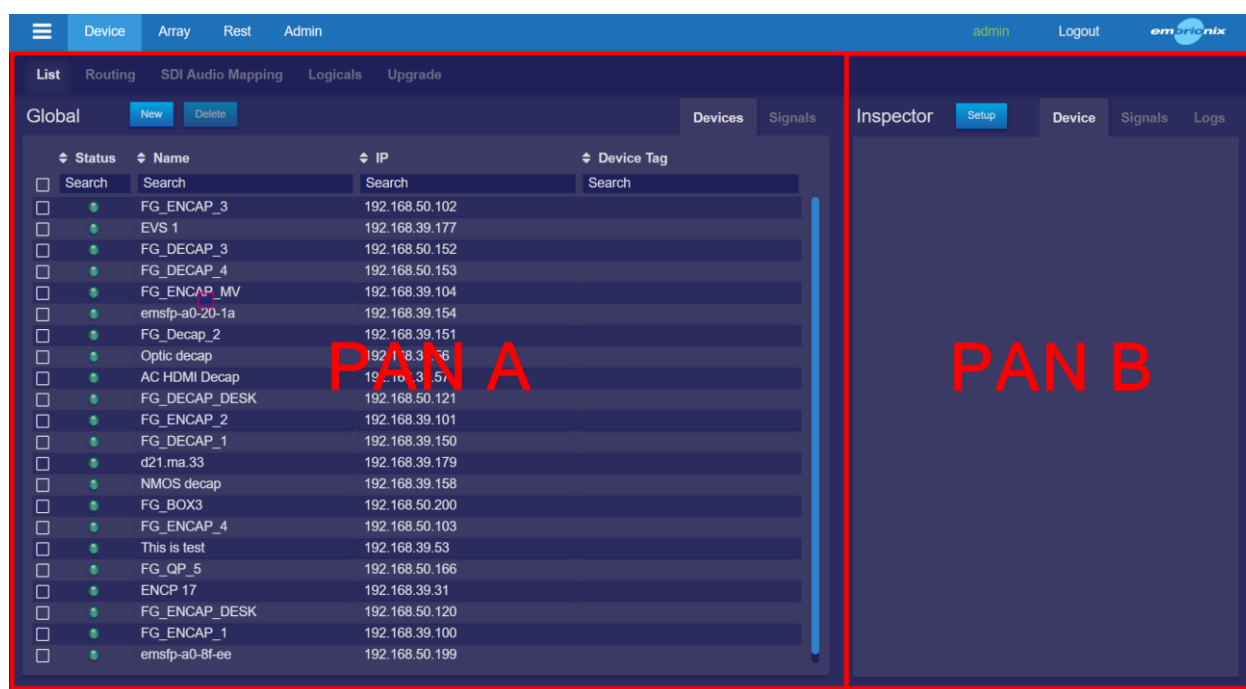 Device Array Rest Admin admin Logout embrionix
List Routing SDI Audio Mapping Logicals Upgrade
Global New Delete Devices Signals Inspector Setup Device Signals Logs
Status Name IP Device Tag
Search Search Search Search
FG_ENCAP_3 192.168.50.102
EVS 1 192.168.39.177
FG_DECAP_3 192.168.50.152
FG_DECAP_4 192.168.50.153
FG_ENCAP_MV 192.168.39.104
emsfp-a0-20-1a 192.168.39.154
FG_Decap_2 192.168.39.151
Optic decap
AC HDMI Decap
PAN A PAN B
FG_DECAP_DESK 192.168.50.121
FG_ENCAP_2 192.168.39.101
FG_DECAP_1 192.168.39.150
d21.ma.33 192.168.39.179
NMOS decap 192.168.39.158
FG_BOX3 192.168.50.200
FG_ENCAP_4 192.168.50.103
This is test 192.168.39.53
FG_QP_5 192.168.50.166
ENCP 17 192.168.39.31
FG_ENCAP_DESK 192.168.50.120
FG_ENCAP_1 192.168.39.100
emsfp-a0-8f-ee 192.168.50.199